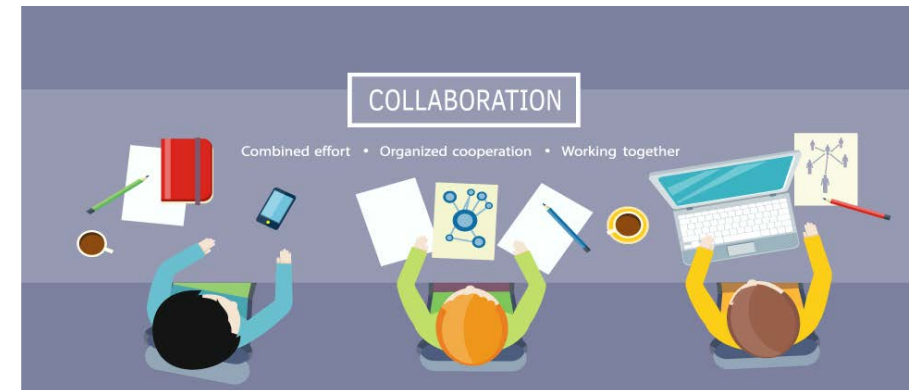 COLLABORATION
Combined effort • Organized cooperation • Working together